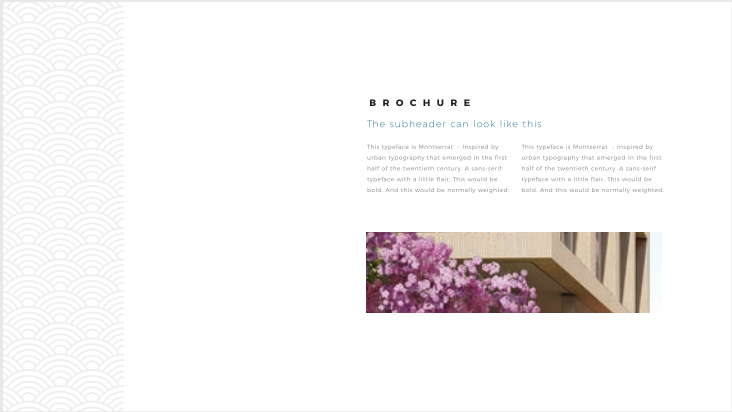 BROCHURE
The subheader can look like this
This typeface is Montserrat - Inspired by
urban typography that emerged in the first
half of the twentieth century. A sans-serif
typeface with a little flair. This would be
bold. And this would be normally weighted.
This typeface is Montserrat - Inspired by
urban typography that emerged in the first
half of the twentieth century. A sans-serif
typeface with a little flair. This would be
bold. And this would be normally weighted.